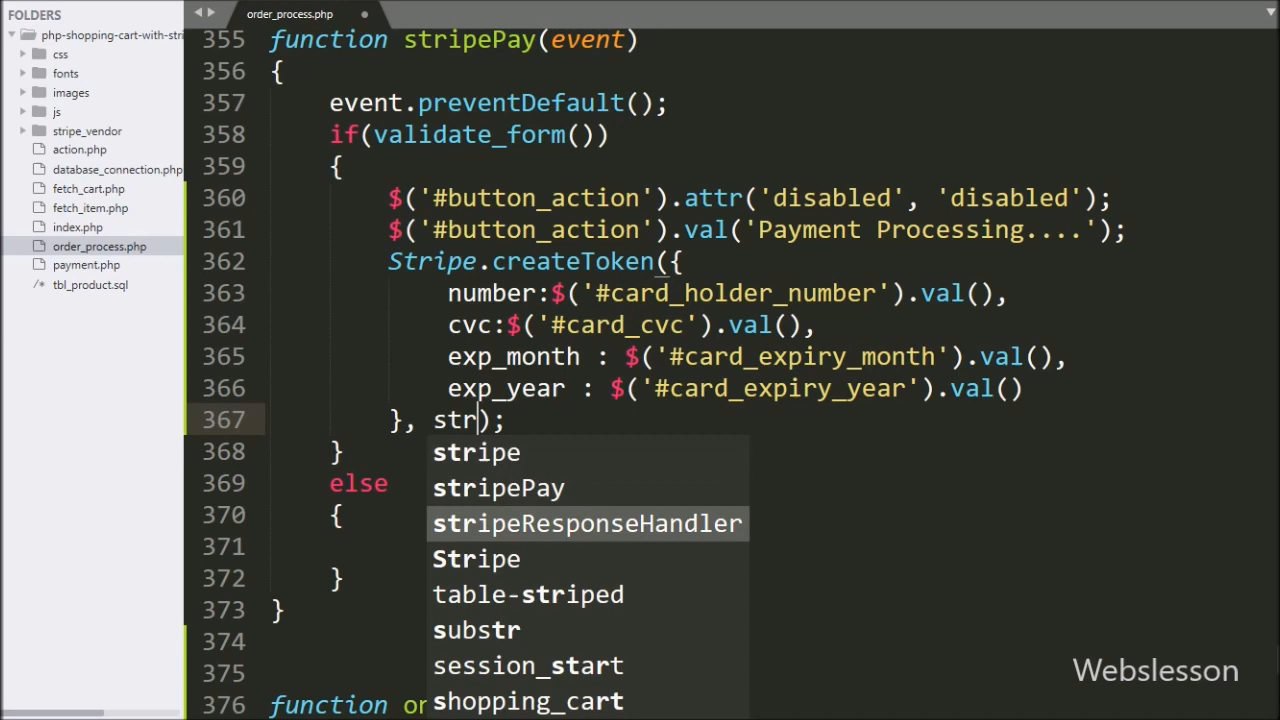 FOLDERS
php-shopping-cart-with-stri
css
fonts
images
js
stripe_vendor
action.php
database_connection.php
fetch_cart.php
fetch_item.php
index.php
order_process.php
payment.php
tbl_product.sql
order_process.php
355 function stripePay(event)
356 {
357 event.preventDefault();
358 if(validate_form())
359 {
360 $('#button_action').attr('disabled', 'disabled');
361 $('#button_action').val('Payment Processing....');
362 Stripe.createToken({
363 number:$('#card_holder_number').val(),
364 cvc:$('#card_cvc').val(),
365 exp_month : $('#card_expiry_month').val(),
366 exp_year : $('#card_expiry_year').val()
367 }, str);
368 }
369 else
370 {
371
372 }
373 }
374
375
376 function or
stripe
stripePay
stripeResponseHandler
Stripe
table-striped
substr
session_start
shopping_cart
Webslesson